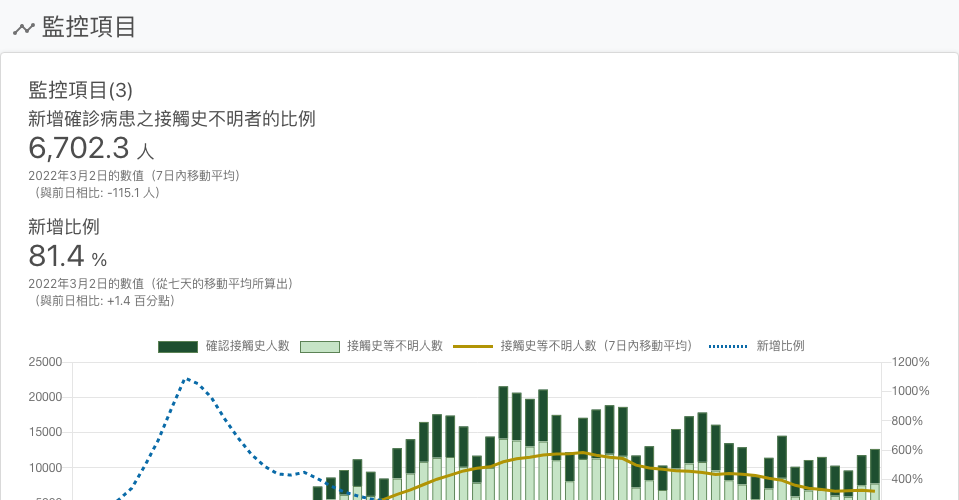 監控項目
監控項目(3)
新增確診病患之接觸史不明者的比例
6,702.3 人
2022年3月2日的數值（7日內移動平均）
（與前日相比: -115.1 人）
新增比例
81.4 %
2022年3月2日的數值（從七天的移動平均所算出）
（與前日相比: +1.4 百分點）
確認接觸史人數 接觸史等不明人數 接觸史等不明人數（7日內移動平均） 新增比例
25000 1200%
20000 1000%
15000 800%
10000 600%
400%